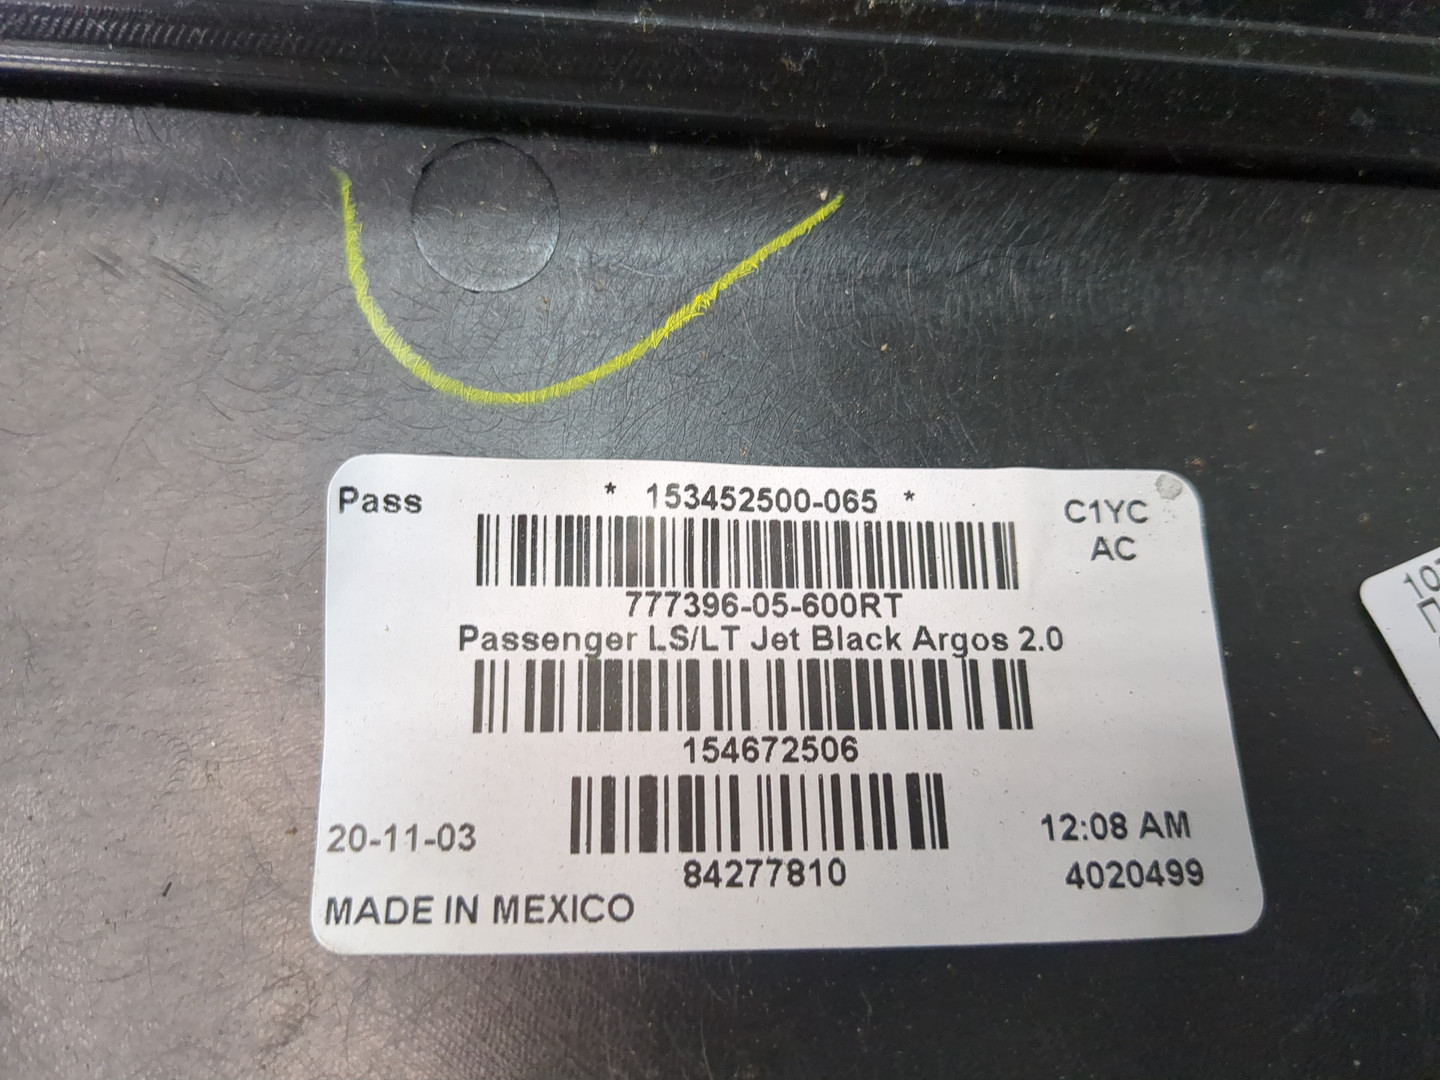 Pass
* 153452500-065 *
C1YC
AC
777396-05-600RT
Passenger LS/LT Jet Black Argos 2.0
154672506
20-11-03
12:08 AM
84277810
4020499
MADE IN MEXICO